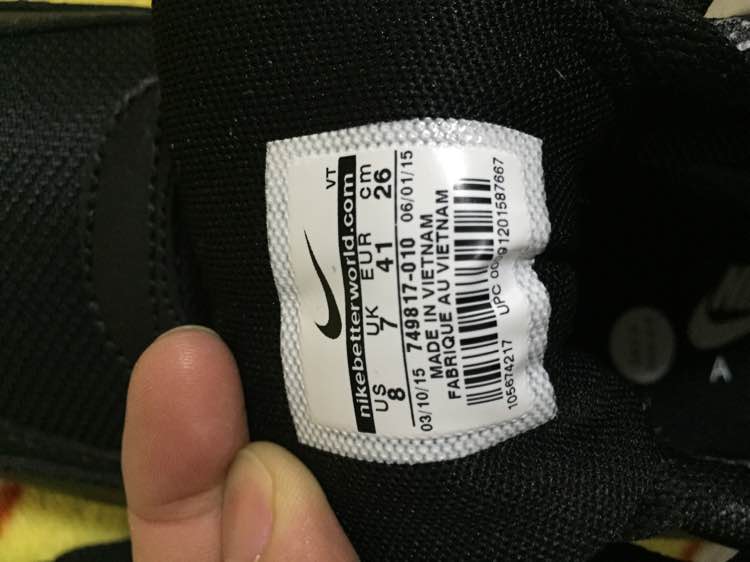 VT
nikebetterworld.com
US UK EUR cm
8 7 41 26
03/10/15 749817-010 06/01/15
MADE IN VIETNAM
FABRIQUE AU VIETNAM
105674217 UPC 00091201587667
A